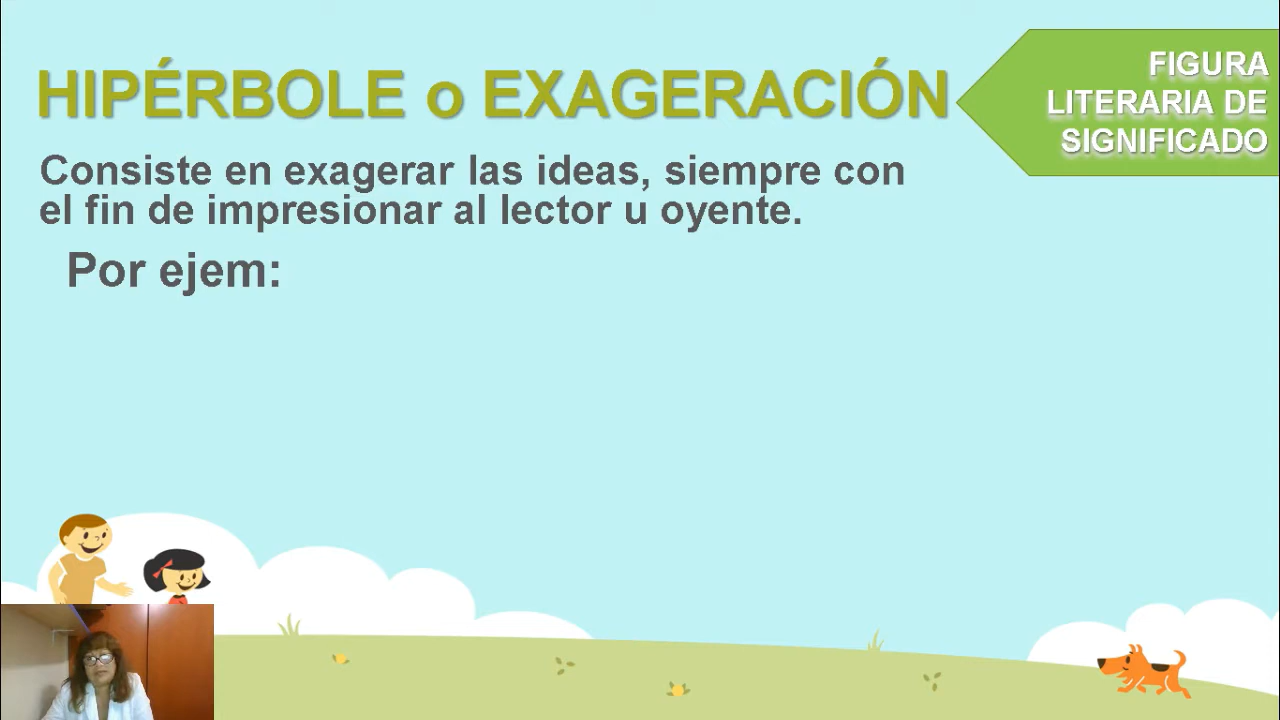 HIPÉRBOLE o EXAGERACIÓN
FIGURA
LITERARIA DE
SIGNIFICADO
Consiste en exagerar las ideas, siempre con
el fin de impresionar al lector u oyente.
Por ejem: